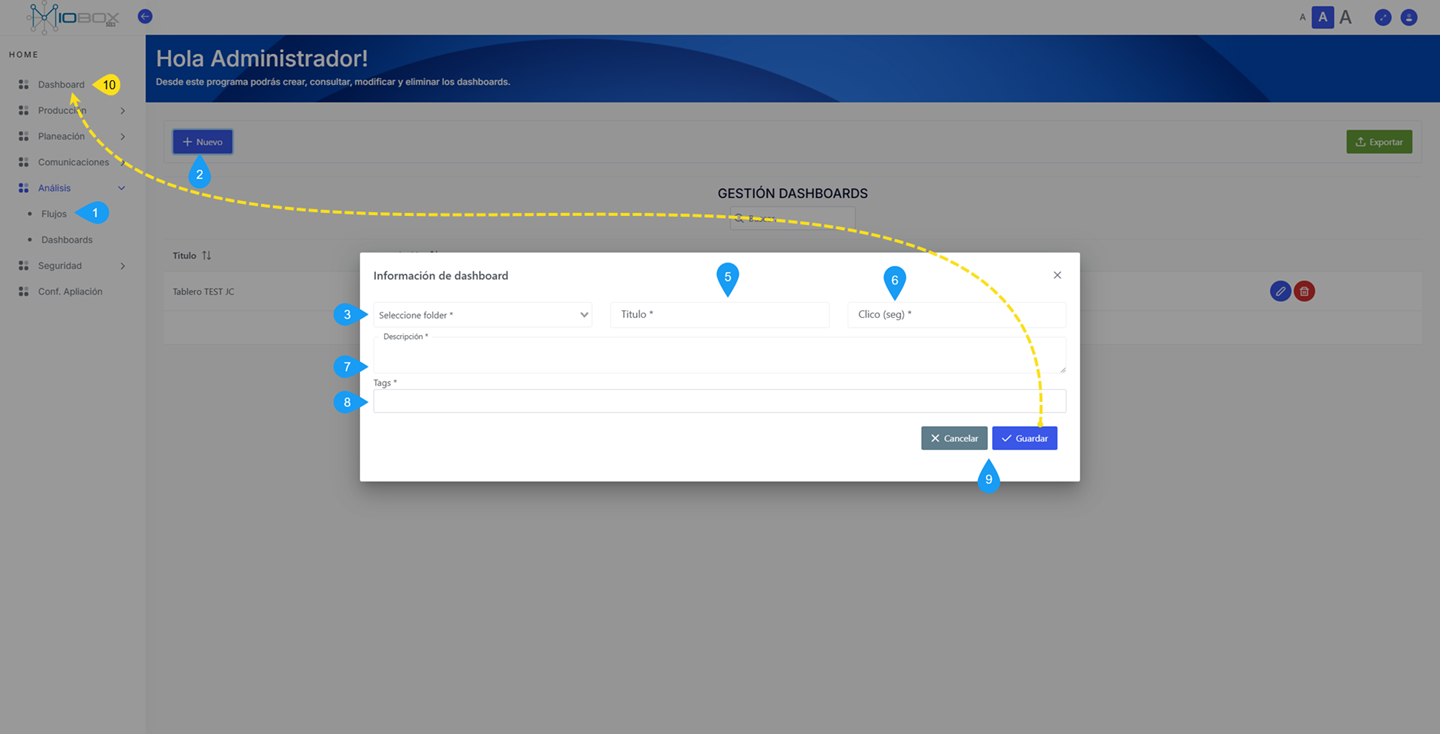 IOBOX
A A A
HOME
Hola Administrador!
Desde este programa podrás crear, consultar, modificar y eliminar los dashboards.
Dashboard
10
Producción
Planeación
Comunicaciones
Análisis
1
Flujos
Dashboards
Seguridad
Conf. Apliación
Nuevo
2
Exportar
GESTIÓN DASHBOARDS
Titulo
Tablero TEST JC
Información de dashboard
5
6
3
Seleccione folder *
Titulo *
Clico (seg) *
Descripción *
7
Tags *
8
Cancelar
Guardar
9